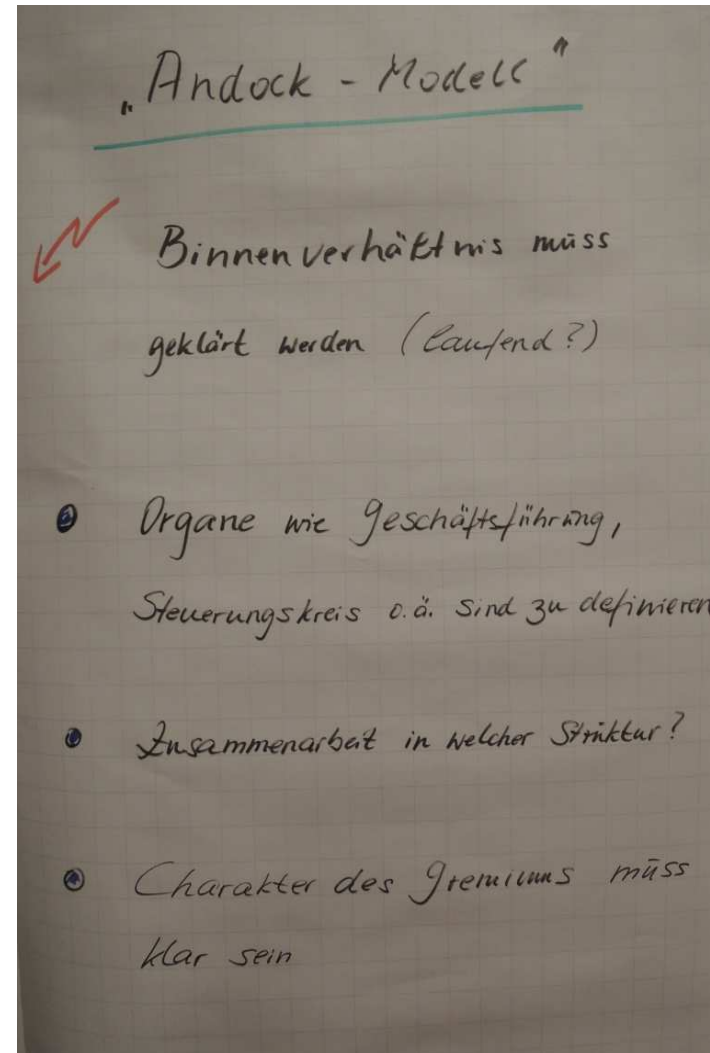 „Andock - Modell"
Binnenverhältnis muss
geklärt werden (laufend?)
Organe wie Geschäftsführung,
Steuerungskreis o.ä. sind zu definieren
Zusammenarbeit in welcher Struktur?
Charakter des Gremiums muss
klar sein